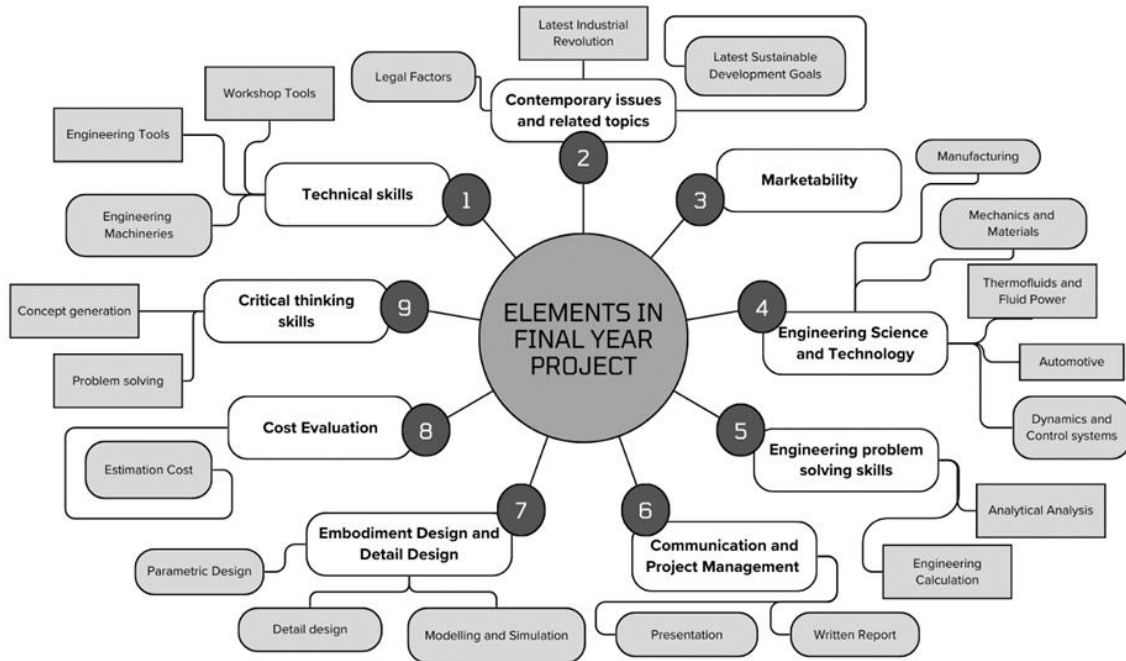 ELEMENTS IN
FINAL YEAR
PROJECT
1
Technical skills
Workshop Tools
Engineering Tools
Engineering
Machineries
2
Contemporary issues
and related topics
Legal Factors
Latest Industrial
Revolution
Latest Sustainable
Development Goals
3
Marketability
4
Engineering Science
and Technology
Manufacturing
Mechanics and
Materials
Thermofluids and
Fluid Power
Automotive
Dynamics and
Control systems
5
Engineering problem
solving skills
Analytical Analysis
Engineering
Calculation
6
Communication and
Project Management
Presentation
Written Report
7
Embodiment Design and
Detail Design
Parametric Design
Detail design
Modelling and Simulation
8
Cost Evaluation
Estimation Cost
9
Critical thinking
skills
Concept generation
Problem solving